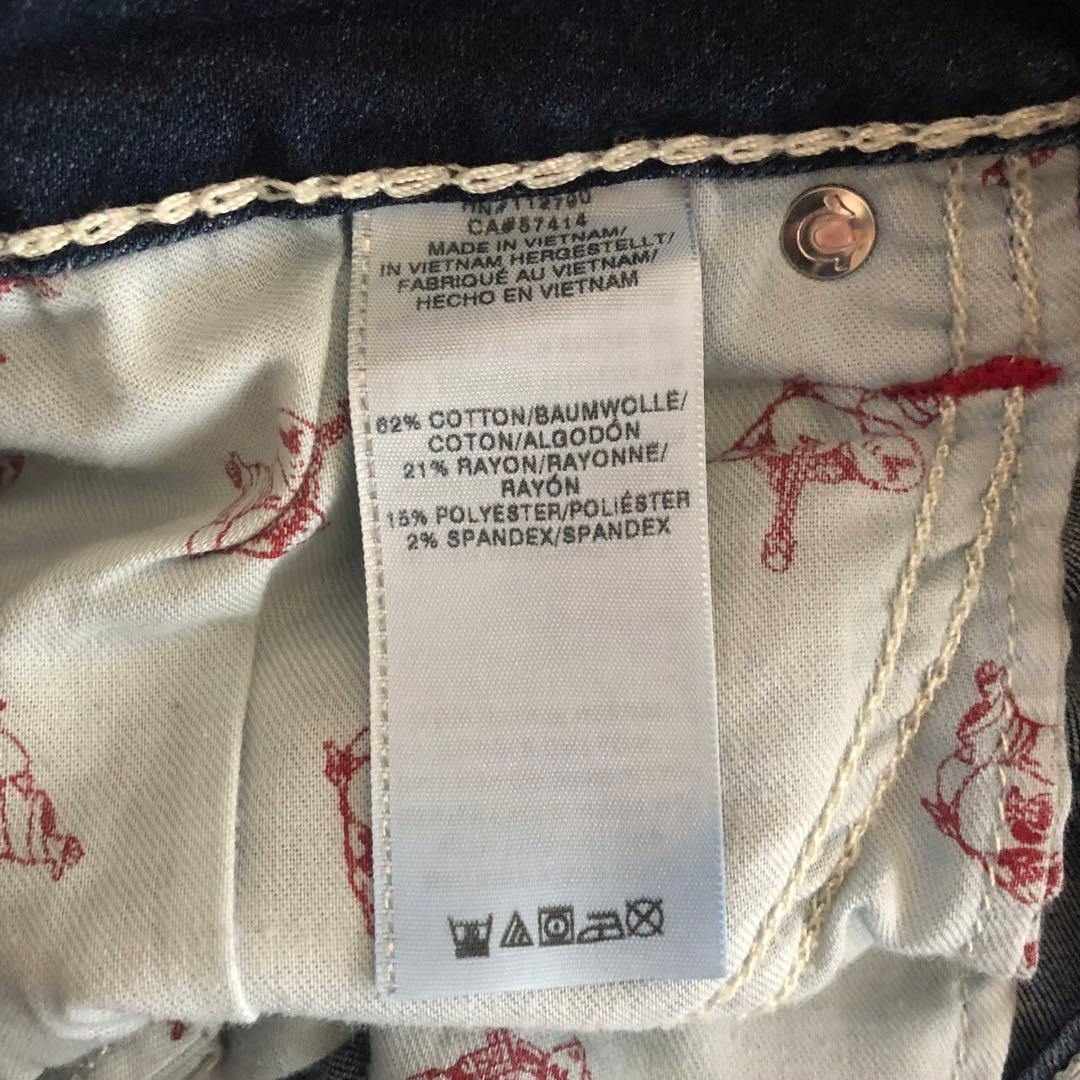 RN#112790
CA#57414
MADE IN VIETNAM/
IN VIETNAM HERGESTELLT/
FABRIQUÉ AU VIETNAM/
HECHO EN VIETNAM
62% COTTON/BAUMWOLLE/
COTON/ALGODÓN
21% RAYON/RAYONNE/
RAYÓN
15% POLYESTER/POLIÉSTER
2% SPANDEX/SPANDEX